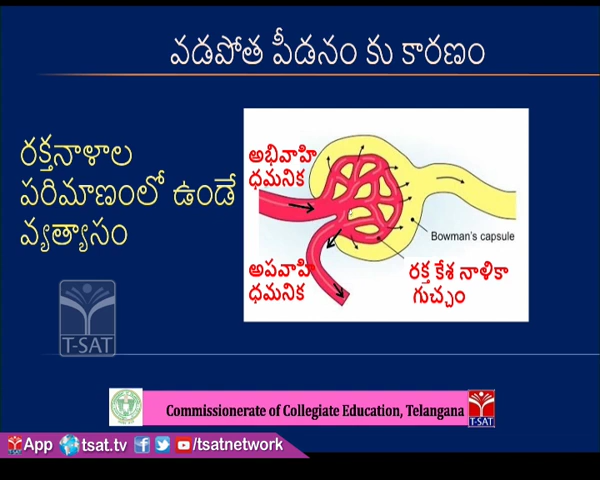 వడపోత పీడనం కు కారణం
రక్తనాళాల
పరిమాణంలో ఉండే
వ్యత్యాసం
అభివాహి
ధమనిక
Bowman's capsule
అపవాహి
ధమనిక
రక్త కేశ నాళికా
గుచ్ఛం
T-SAT
Commissionerate of Collegiate Education, Telangana
T-SAT
App tsat.tv /tsatnetwork